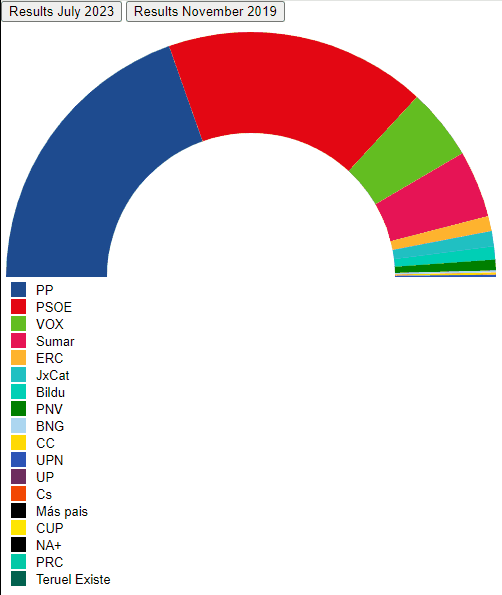 Results July 2023 Results November 2019
PP
PSOE
VOX
Sumar
ERC
JxCat
Bildu
PNV
BNG
CC
UPN
UP
Cs
Más pais
CUP
NA+
PRC
Teruel Existe